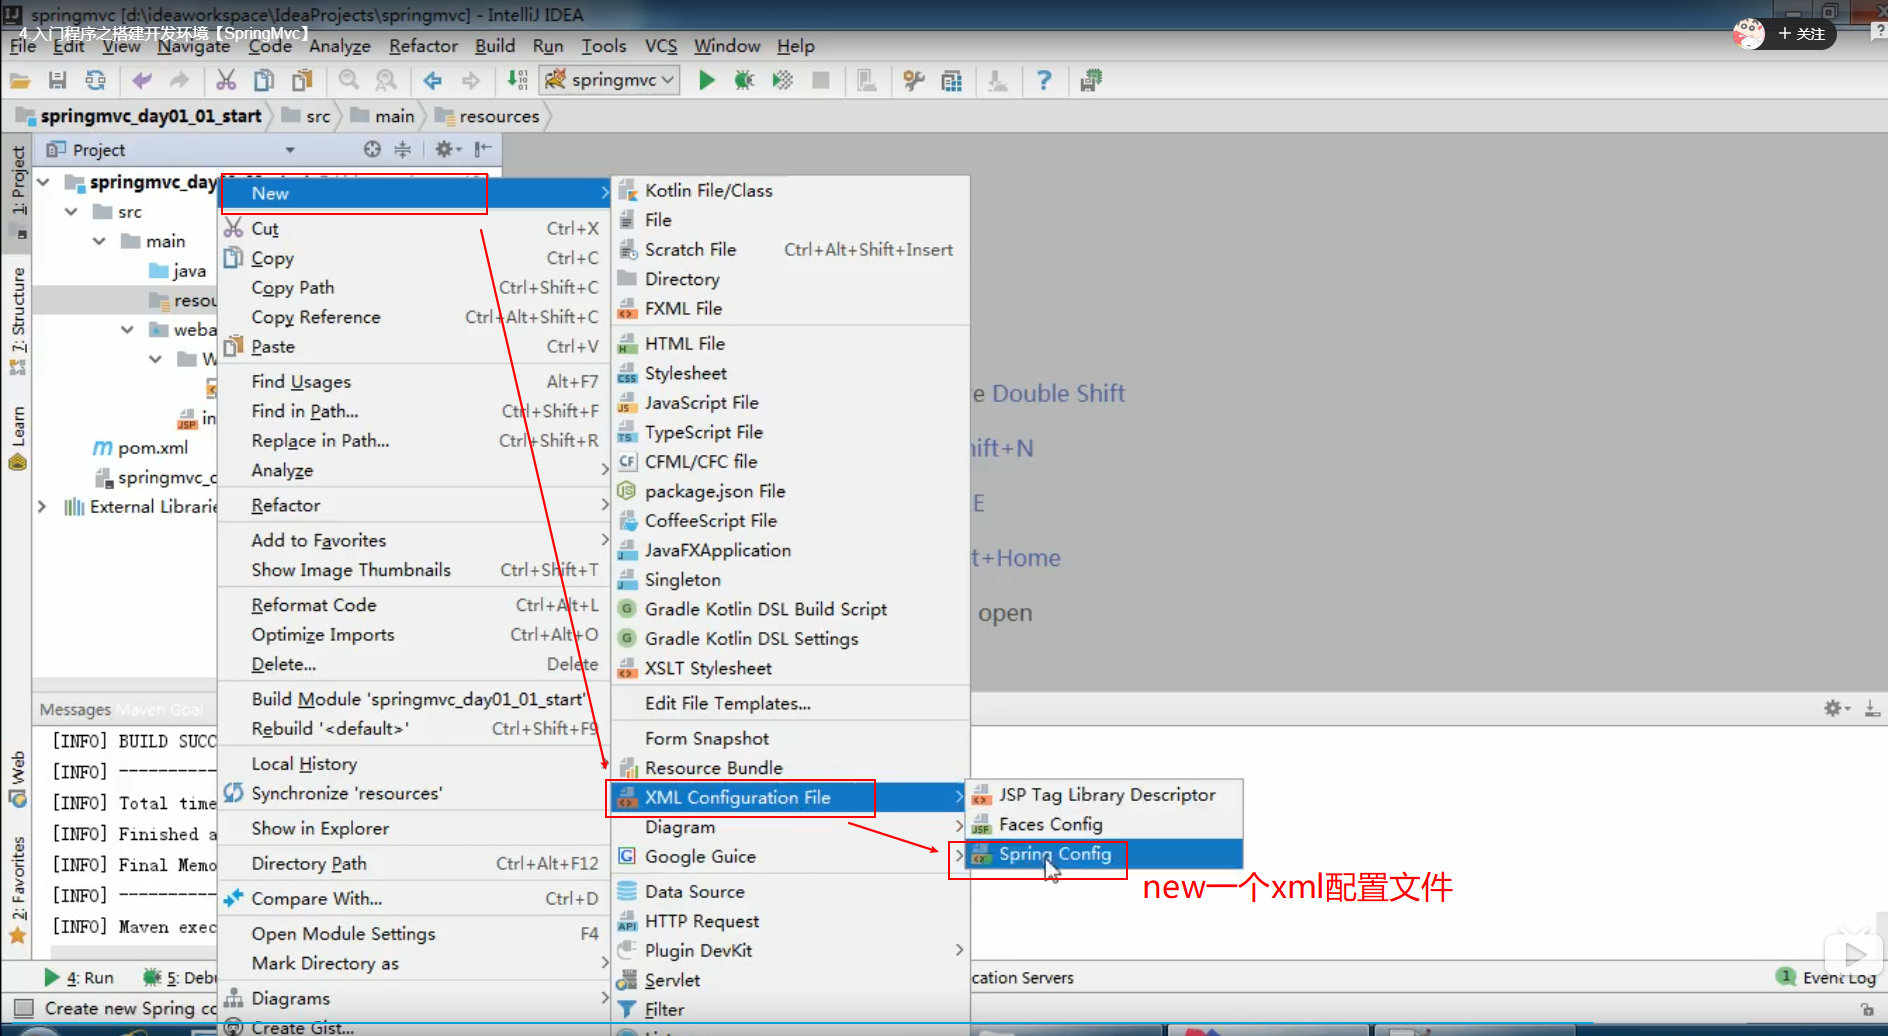 springmvc [d:\ideaworkspace\IdeaProjects\springmvc] - IntelliJ IDEA
4.入门程序之搭建开发环境【SpringMvc】
+ 关注
File Edit View Navigate Code Analyze Refactor Build Run Tools VCS Window Help
springmvc
springmvc_day01_01_start src main resources
Project
1: Project
7: Structure
Learn
Web
2: Favorites
springmvc_day
src
main
java
resou
weba
W
in
pom.xml
springmvc_c
External Librarie
New
Cut Ctrl+X
Copy Ctrl+C
Copy Path Ctrl+Shift+C
Copy Reference Ctrl+Alt+Shift+C
Paste Ctrl+V
Find Usages Alt+F7
Find in Path... Ctrl+Shift+F
Replace in Path... Ctrl+Shift+R
Analyze
Refactor
Add to Favorites
Show Image Thumbnails Ctrl+Shift+T
Reformat Code Ctrl+Alt+L
Optimize Imports Ctrl+Alt+O
Delete... Delete
Build Module 'springmvc_day01_01_start'
Rebuild '<default>' Ctrl+Shift+F9
Local History
Synchronize 'resources'
Show in Explorer
Directory Path Ctrl+Alt+F12
Compare With... Ctrl+D
Open Module Settings F4
Mark Directory as
Diagrams
Create Gist...
Kotlin File/Class
File
Scratch File Ctrl+Alt+Shift+Insert
Directory
FXML File
HTML File
Stylesheet
JavaScript File
TypeScript File
CFML/CFC file
package.json File
CoffeeScript File
JavaFXApplication
Singleton
Gradle Kotlin DSL Build Script
Gradle Kotlin DSL Settings
XSLT Stylesheet
Edit File Templates...
Form Snapshot
Resource Bundle
XML Configuration File
Diagram
Google Guice
Data Source
HTTP Request
Plugin DevKit
Servlet
Filter
JSP Tag Library Descriptor
Faces Config
Spring Config
new一个xml配置文件
e Double Shift
ift+N
E
t+Home
open
Messages Maven Goal
[INFO] BUILD SUCC
[INFO] ----------
[INFO] Total time
[INFO] Finished a
[INFO] Final Memo
[INFO] ----------
[INFO] Maven exec
4: Run 5: Debu
cation Servers
1 Event Log
Create new Spring co